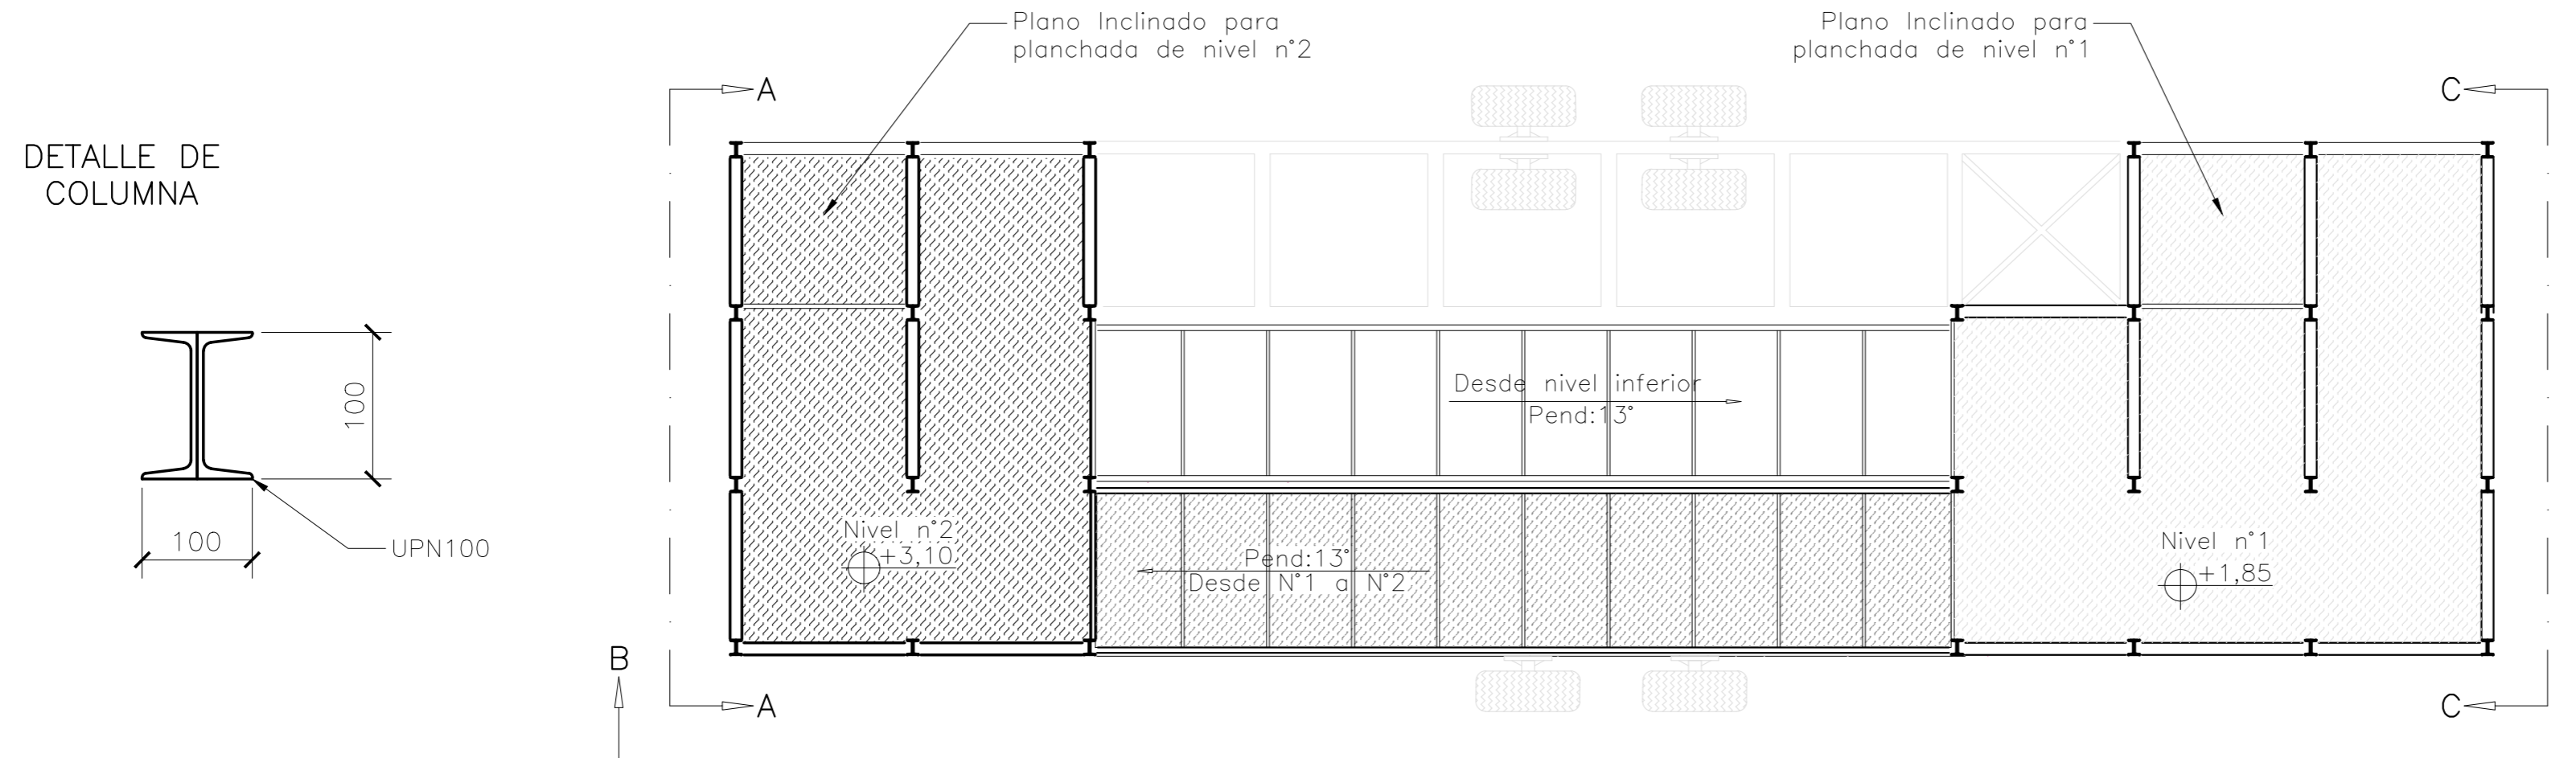 Plano Inclinado para
planchada de nivel n°2
Plano Inclinado para
planchada de nivel n°1
A
C
DETALLE DE
COLUMNA
100
100
UPN100
Desde nivel inferior
Pend:13°
Nivel n°2
+3,10
Pend:13°
Desde N°1 a N°2
Nivel n°1
+1,85
B
A
C